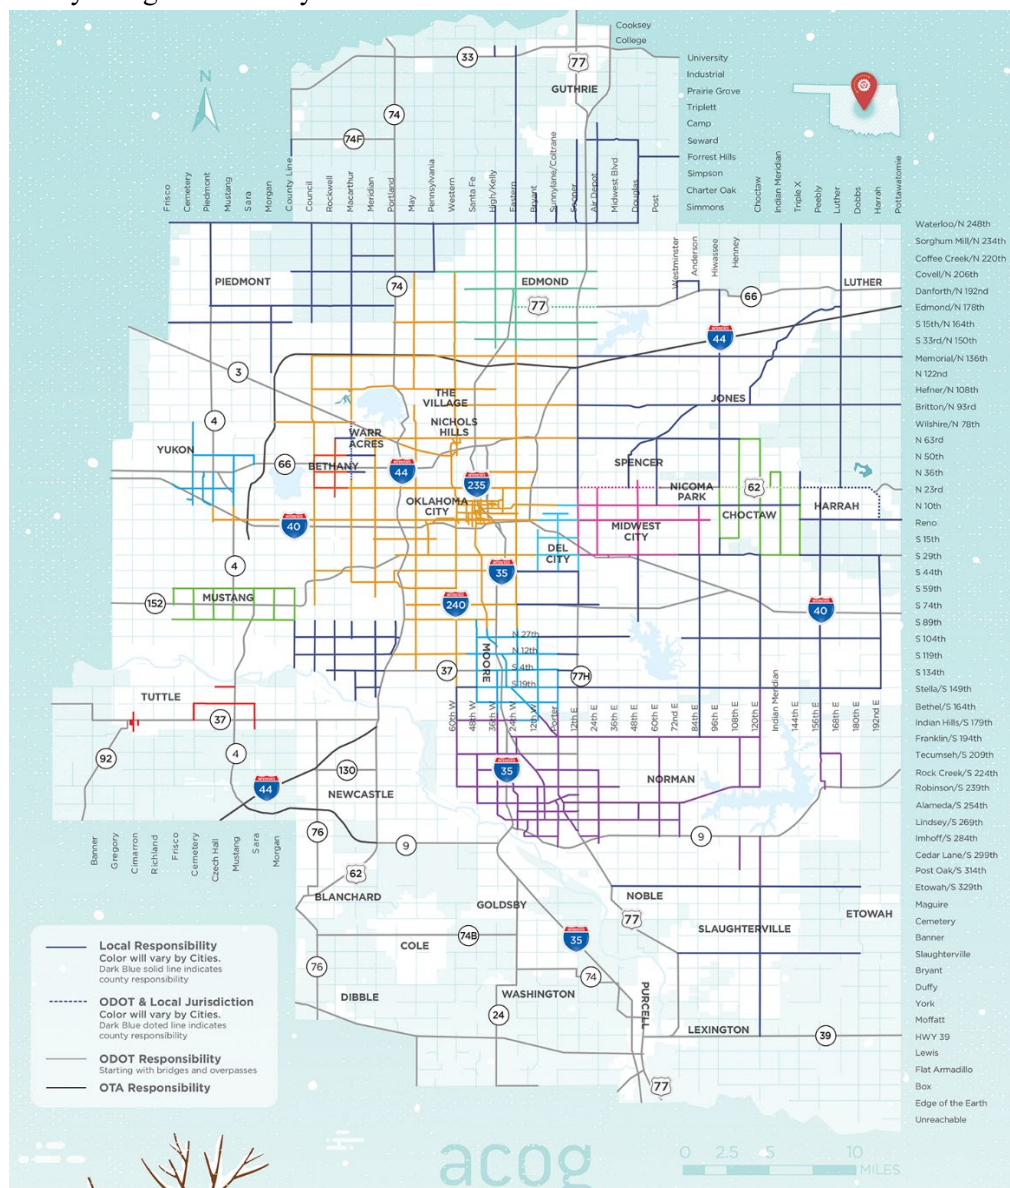 Cooksey
College
University
Industrial
Prairie Grove
Triplett
Camp
Seward
Forrest Hills
Simpson
Charter Oak
Simmons
33
77
GUTHRIE
74
74F
N
Frisco
Cemetery
Piedmont
Mustang
Sara
Morgan
County Line
Council
Rockwell
Macarthur
Meridian
Portland
May
Pennsylvania
Western
Santa Fe
High/Kelly
Eastern
Bryant
Sunnylane/Coltrane
Sooner
Air Depot
Midwest Blvd
Douglas
Post
Westminster
Anderson
Hiwassee
Henney
Choctaw
Indian Meridian
Triple X
Peebly
Luther
Dobbs
Harrah
Pottawatomie
Waterloo/N 248th
Sorghum Mill/N 234th
Coffee Creek/N 220th
Covell/N 206th
Danforth/N 192nd
Edmond/N 178th
S 15th/N 164th
S 33rd/N 150th
Memorial/N 136th
N 122nd
Hefner/N 108th
Britton/N 93rd
Wilshire/N 78th
N 63rd
N 50th
N 36th
N 23rd
N 10th
Reno
S 15th
S 29th
S 44th
S 59th
S 74th
S 89th
S 104th
S 119th
S 134th
Stella/S 149th
Bethel/S 164th
Indian Hills/S 179th
Franklin/S 194th
Tecumseh/S 209th
Rock Creek/S 224th
Robinson/S 239th
Alameda/S 254th
Lindsey/S 269th
Imhoff/S 284th
Cedar Lane/S 299th
Post Oak/S 314th
Etowah/S 329th
Maguire
Cemetery
Banner
Slaughterville
Bryant
Duffy
York
Moffatt
HWY 39
Lewis
Flat Armadillo
Box
Edge of the Earth
Unreachable
PIEDMONT
74
EDMOND
77
66
LUTHER
44
3
4
THE
VILLAGE
NICHOLS
HILLS
JONES
WARR
ACRES
YUKON
66
BETHANY
44
235
SPENCER
NICOMA
PARK
62
OKLAHOMA
CITY
CHOCTAW
HARRAH
40
MIDWEST
CITY
DEL
CITY
4
35
152
MUSTANG
240
40
N 27th
N 12th
S 4th
S 19th
MOORE
37
77H
TUTTLE
37
92
4
60th W
48th W
36th W
24th W
12th W
Porter
12th E
24th E
36th E
48th E
60th E
72nd E
84th E
96th E
108th E
120th E
Indian Meridian
144th E
156th E
168th E
180th E
192nd E
35
NORMAN
44
130
NEWCASTLE
76
9
9
Banner
Gregory
Cimarron
Richland
Frisco
Cemetery
Czech Hall
Mustang
Sara
Morgan
62
BLANCHARD
GOLDSBY
NOBLE
77
ETOWAH
SLAUGHTERVILLE
74B
COLE
35
76
74
DIBBLE
WASHINGTON
24
PURCELL
LEXINGTON
39
77
Local Responsibility
Color will vary by Cities.
Dark Blue solid line indicates
county responsibility
ODOT & Local Jurisdiction
Color will vary by Cities.
Dark Blue doted line indicates
county responsibility
ODOT Responsibility
Starting with bridges and overpasses
OTA Responsibility
acog
0 2.5 5 10
MILES